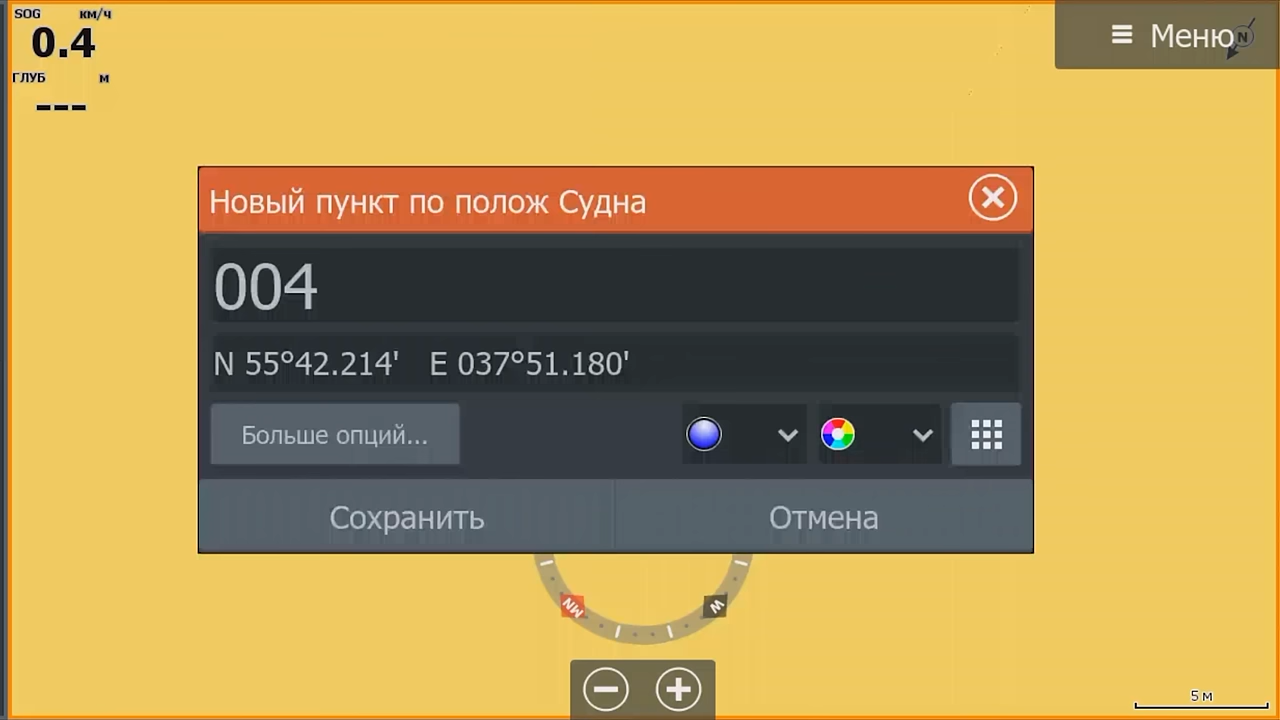 SOG км/ч
0.4
ГЛУБ м
---
Меню
N
Новый пункт по полож Судна
004
N 55°42.214' E 037°51.180'
Больше опций...
Сохранить Отмена
MN W
5 м